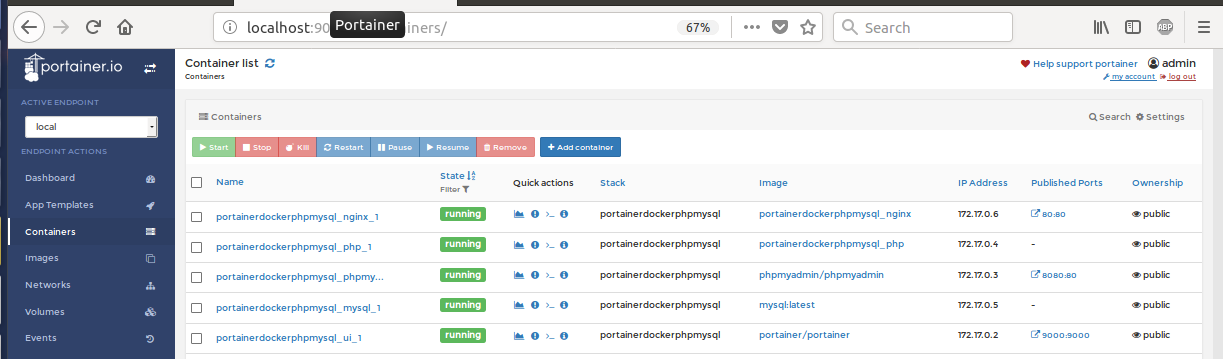 localhost:90
Portainer
iners/
67%
Search
ABP
portainer.io
Container list
Containers
Help support portainer
admin
my account
log out
ACTIVE ENDPOINT
local
ENDPOINT ACTIONS
Dashboard
App Templates
Containers
Images
Networks
Volumes
Events
Containers
Search
Settings
Start
Stop
Kill
Restart
Pause
Resume
Remove
Add container
Name
State
Filter
Quick actions
Stack
Image
IP Address
Published Ports
Ownership
portainerdockerphpmysql_nginx_1 running >_ portainerdockerphpmysql portainerdockerphpmysql_nginx 172.17.0.6 80:80 public
portainerdockerphpmysql_php_1 running >_ portainerdockerphpmysql portainerdockerphpmysql_php 172.17.0.4 - public
portainerdockerphpmysql_phpmy... running >_ portainerdockerphpmysql phpmyadmin/phpmyadmin 172.17.0.3 8080:80 public
portainerdockerphpmysql_mysql_1 running >_ portainerdockerphpmysql mysql:latest 172.17.0.5 - public
portainerdockerphpmysql_ui_1 running >_ portainerdockerphpmysql portainer/portainer 172.17.0.2 9000:9000 public